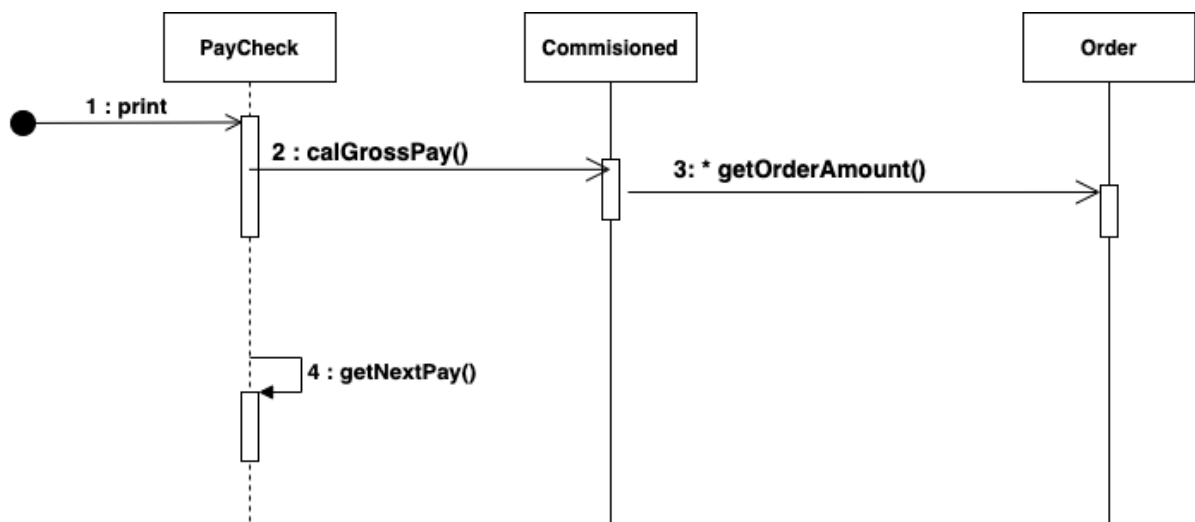 PayCheck
Commisioned
Order
1 : print
2 : calGrossPay()
3: * getOrderAmount()
4 : getNextPay()